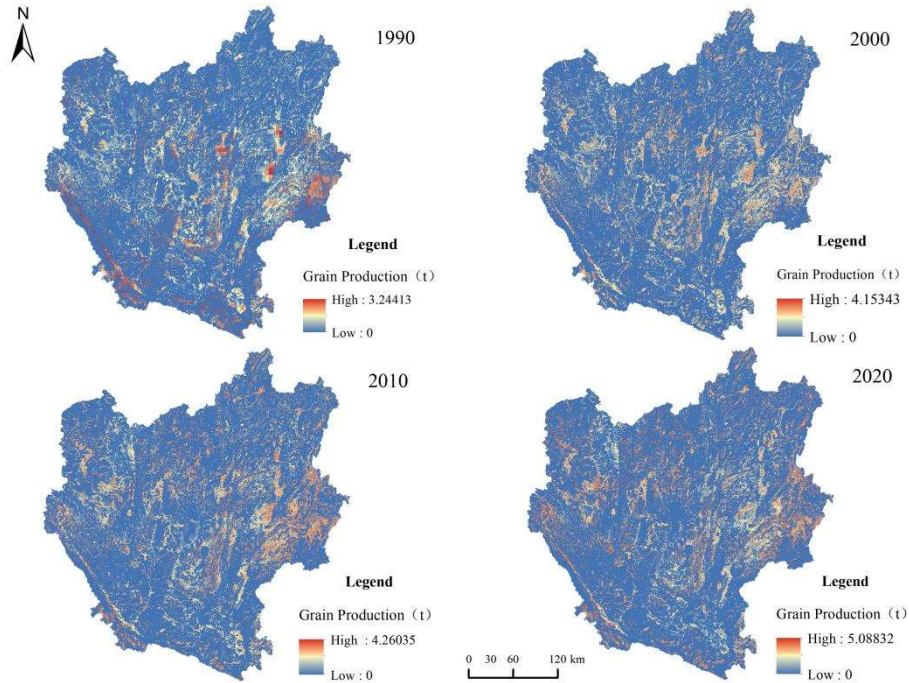 N
1990
Legend
Grain Production（t）
High : 3.24413
Low : 0
2000
Legend
Grain Production（t）
High : 4.15343
Low : 0
2010
Legend
Grain Production（t）
High : 4.26035
Low : 0
2020
Legend
Grain Production（t）
High : 5.08832
Low : 0
0 30 60 120 km